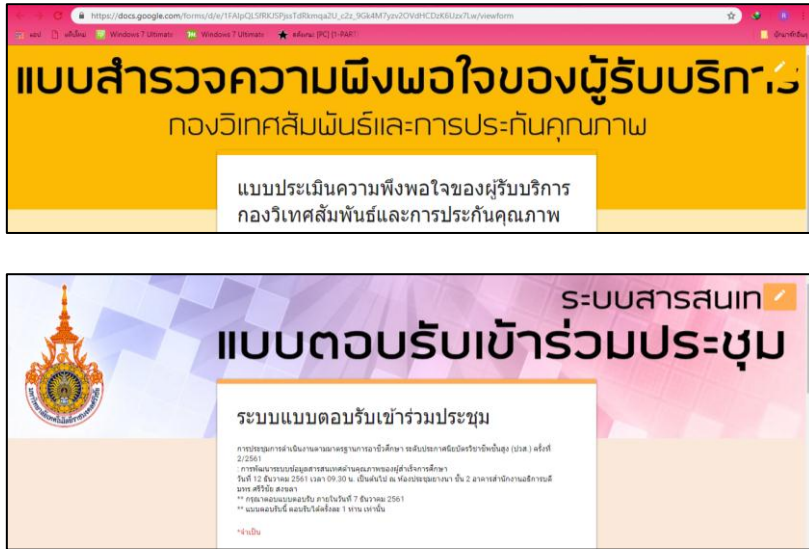 https://docs.google.com/forms/d/e/1FAIpQLSfRKJSPjssTdRkmqa2U_c2z_9Gk4M7yzv2OVdHCDzK6Uzx7Lw/viewform
Windows 7 Ultimate Windows 7 Ultimate [PC] [1-PART]
แบบสำรวจความพึงพอใจของผู้รับบริการ
กองวิเทศสัมพันธ์และการประกันคุณภาพ
แบบประเมินความพึงพอใจของผู้รับบริการ
กองวิเทศสัมพันธ์และการประกันคุณภาพ
ระบบสารสนเท
แบบตอบรับเข้าร่วมประชุม
ระบบแบบตอบรับเข้าร่วมประชุม
การประชุมการดำเนินงานตามมาตรฐานการอาชีวศึกษา ระดับประกาศนียบัตรวิชาชีพชั้นสูง (ปวส.) ครั้งที่
2/2561
: การพัฒนาระบบข้อมูลสารสนเทศด้านคุณภาพของผู้สำเร็จการศึกษา
วันที่ 12 ธันวาคม 2561 เวลา 09.30 น. เป็นต้นไป ณ ห้องประชุมยางนา ชั้น 2 อาคารสำนักงานอธิการบดี
มทร.ศรีวิชัย สงขลา
** กรุณาตอบแบบตอบรับ ภายในวันที่ 7 ธันวาคม 2561
** แบบตอบรับนี้ ตอบรับได้ครั้งละ 1 ท่าน เท่านั้น
*จำเป็น